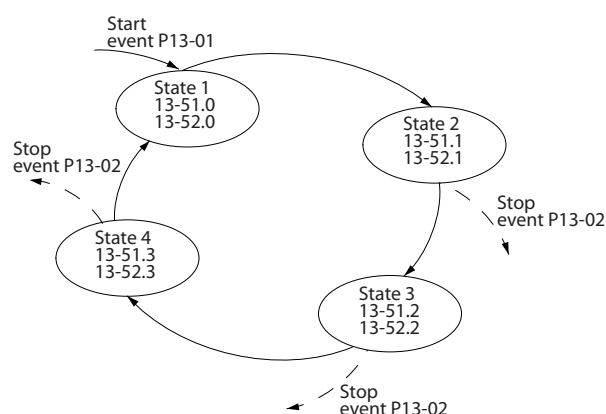 Start
event P13-01
State 1
13-51.0
13-52.0
State 2
13-51.1
13-52.1
Stop
event P13-02
Stop
event P13-02
State 4
13-51.3
13-52.3
State 3
13-51.2
13-52.2
Stop
event P13-02